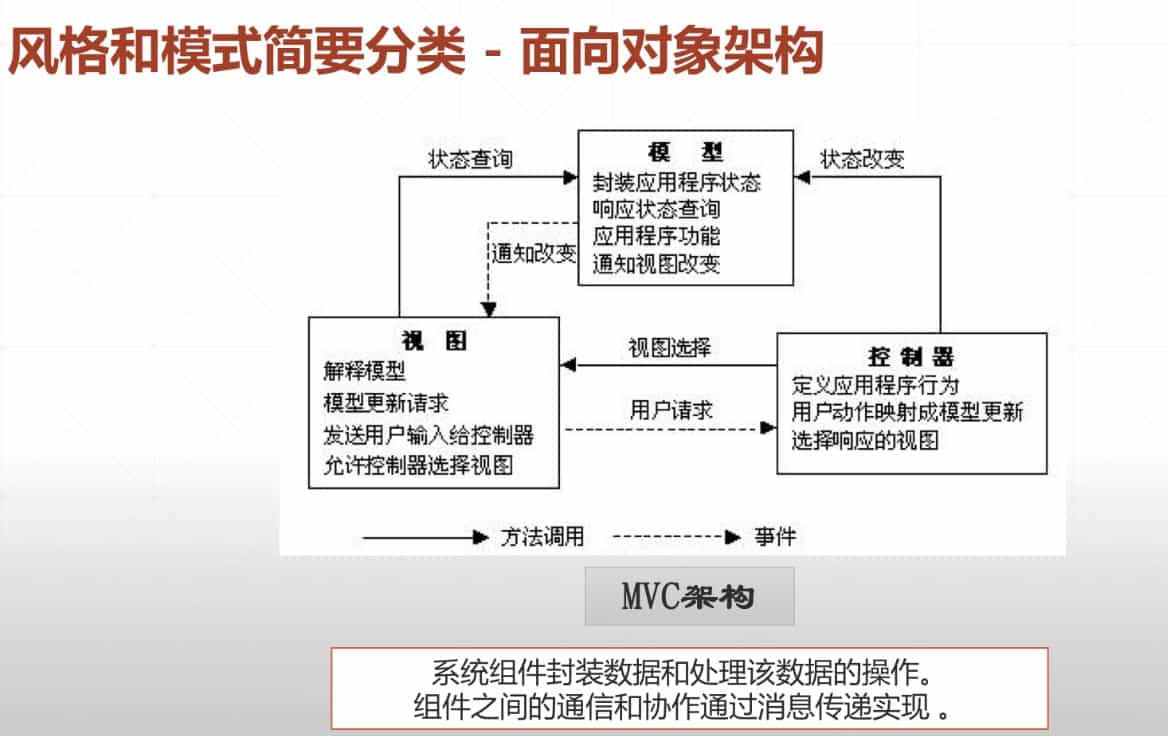 风格和模式简要分类 - 面向对象架构
状态查询
模 型
状态改变
封装应用程序状态
响应状态查询
应用程序功能
通知视图改变
通知改变
视 图
解释模型
模型更新请求
发送用户输入给控制器
允许控制器选择视图
视图选择
用户请求
控 制 器
定义应用程序行为
用户动作映射成模型更新
选择响应的视图
方法调用
事件
MVC架构
系统组件封装数据和处理该数据的操作。
组件之间的通信和协作通过消息传递实现 。